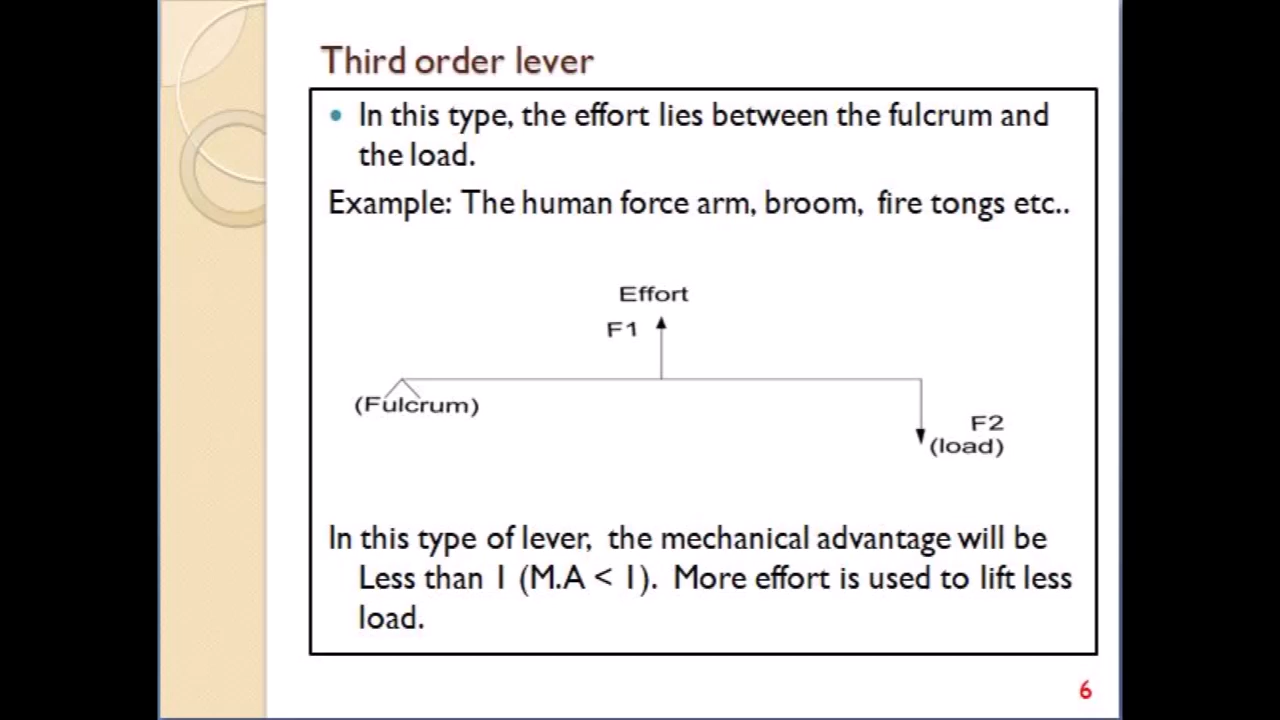 Third order lever
• In this type, the effort lies between the fulcrum and
the load.
Example: The human force arm, broom, fire tongs etc..
Effort
F1
(Fulcrum)
F2
(load)
In this type of lever, the mechanical advantage will be
Less than 1 (M.A < 1). More effort is used to lift less
load.
6